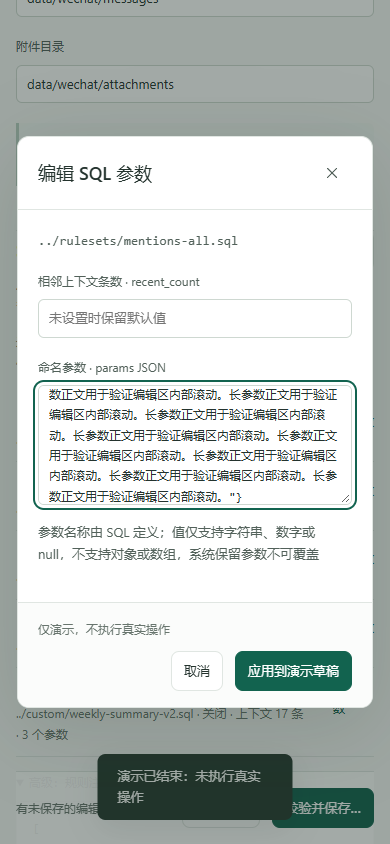 data/wechat/messages
附件目录
data/wechat/attachments
编辑 SQL 参数
../rulesets/mentions-all.sql
相邻上下文条数 · recent_count
未设置时保留默认值
命名参数 · params JSON
数正文用于验证编辑区内部滚动。长参数正文用于验证
编辑区内部滚动。长参数正文用于验证编辑区内部滚
动。长参数正文用于验证编辑区内部滚动。长参数正文
用于验证编辑区内部滚动。长参数正文用于验证编辑区
内部滚动。长参数正文用于验证编辑区内部滚动。长参
数正文用于验证编辑区内部滚动。"}
参数名称由 SQL 定义；值仅支持字符串、数字或
null，不支持对象或数组，系统保留参数不可覆盖
仅演示，不执行真实操作
取消
应用到演示草稿
../custom/weekly-summary-v2.sql · 关闭 · 上下文 17 条
数
· 3 个参数
演示已结束：未执行真实
操作
有未保存的编辑
校验并保存...